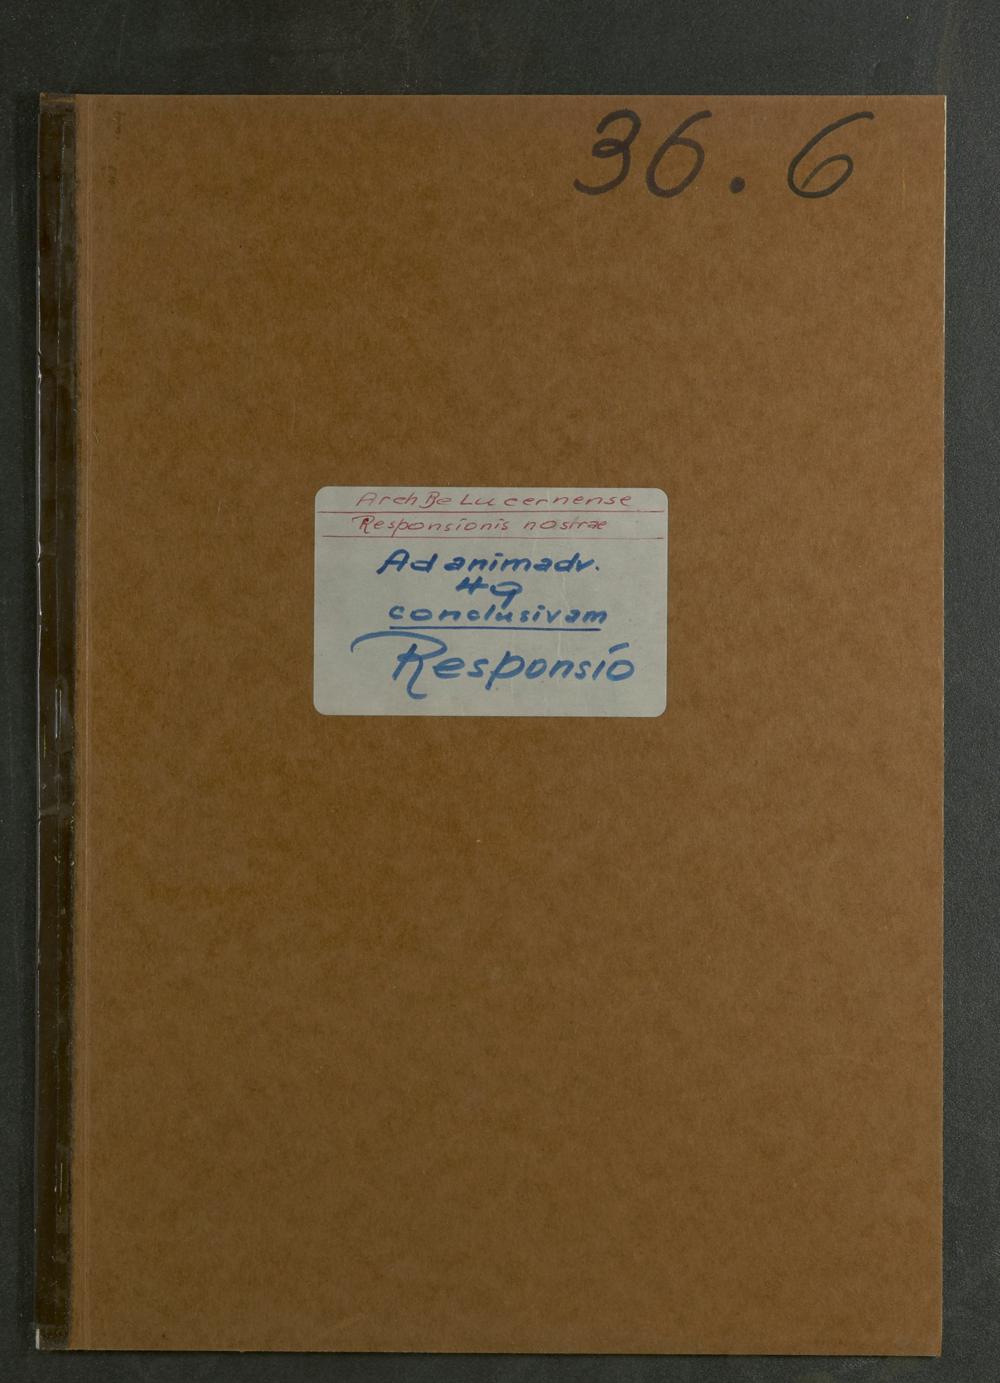 36.6
Arch Be Lucernense
Responsionis nostrae
Ad animadv.
49
conclusivam
Responsio